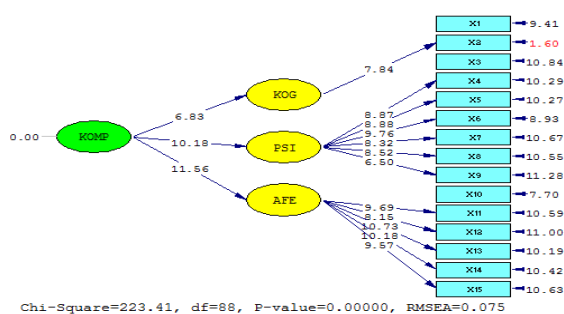 X1 9.41
X2 1.60
7.84 X3 10.84
KOG 8.87 X4 10.29
6.83 8.88 X5 10.27
9.76 X6 8.93
0.00 KOMP 10.18 PSI 8.32 X7 10.67
8.52 X8 10.55
11.56 6.50 X9 11.28
AFE X10 7.70
9.69 X11 10.59
8.15 X12 11.00
10.73 X13 10.19
10.18 X14 10.42
9.57 X15 10.63
Chi-Square=223.41, df=88, P-value=0.00000, RMSEA=0.075